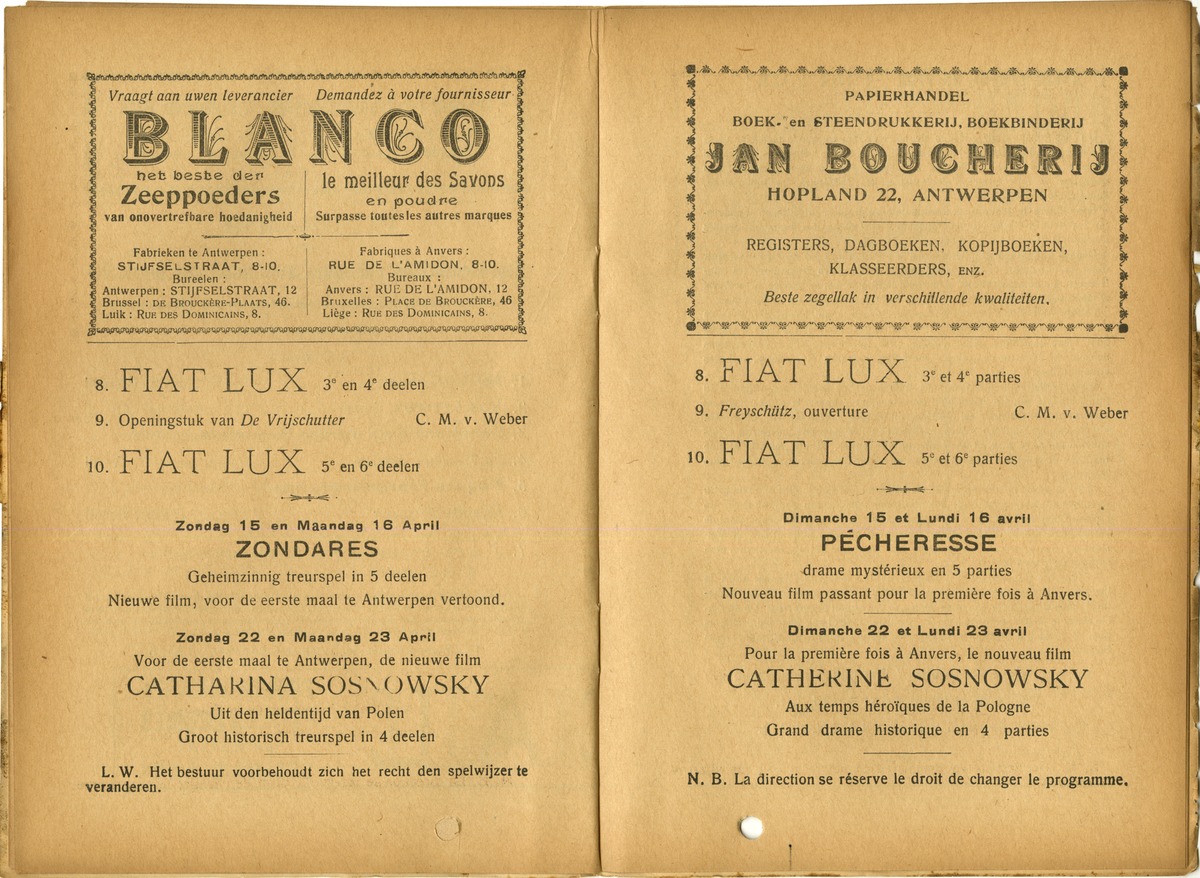 Vraagt aan uwen leverancier Demandez à votre fournisseur
BLANCO
het beste der
Zeeppoeders
van onovertrefbare hoedanigheid
le meilleur des Savons
en poudre
Surpasse toutes les autres marques
Fabrieken te Antwerpen :
STIJFSELSTRAAT, 8-10.
Bureelen :
Antwerpen : STIJFSELSTRAAT, 12
Brussel : DE BROUCKÈRE-PLAATS, 46.
Luik : RUE DES DOMINICAINS, 8.
Fabriques à Anvers :
RUE DE L'AMIDON, 8-10.
Bureaux :
Anvers : RUE DE L'AMIDON, 12
Bruxelles : PLACE DE BROUCKÈRE, 46
Liège : RUE DES DOMINICAINS, 8.
8. FIAT LUX 3e en 4e deelen
9. Openingstuk van De Vrijschutter C. M. v. Weber
10. FIAT LUX 5e en 6e deelen
Zondag 15 en Maandag 16 April
ZONDARES
Geheimzinnig treurspel in 5 deelen
Nieuwe film, voor de eerste maal te Antwerpen vertoond.
Zondag 22 en Maandag 23 April
Voor de eerste maal te Antwerpen, de nieuwe film
CATHARINA SOSNOWSKY
Uit den heldentijd van Polen
Groot historisch treurspel in 4 deelen
L. W. Het bestuur voorbehoudt zich het recht den spelwijzer te
veranderen.
PAPIERHANDEL
BOEK- en STEENDRUKKERIJ, BOEKBINDERIJ
JAN BOUCHERIJ
HOPLAND 22, ANTWERPEN
REGISTERS, DAGBOEKEN, KOPIJBOEKEN,
KLASSEERDERS, ENZ.
Beste zegellak in verschillende kwaliteiten.
8. FIAT LUX 3e et 4e parties
9. Freyschütz, ouverture C. M. v. Weber
10. FIAT LUX 5e et 6e parties
Dimanche 15 et Lundi 16 avril
PÉCHERESSE
drame mystérieux en 5 parties
Nouveau film passant pour la première fois à Anvers.
Dimanche 22 et Lundi 23 avril
Pour la première fois à Anvers, le nouveau film
CATHERINE SOSNOWSKY
Aux temps héroïques de la Pologne
Grand drame historique en 4 parties
N. B. La direction se réserve le droit de changer le programme.